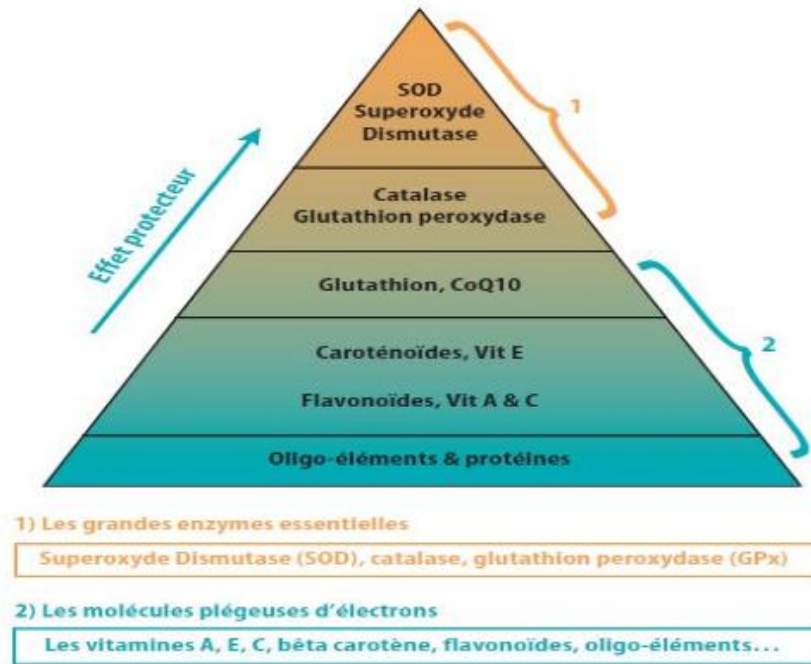 SOD
Superoxyde
Dismutase
1
Catalase
Glutathion peroxydase
Effet protecteur
Glutathion, CoQ10
Caroténoïdes, Vit E
2
Flavonoïdes, Vit A & C
Oligo-éléments & protéines
1) Les grandes enzymes essentielles
Superoxyde Dismutase (SOD), catalase, glutathion peroxydase (GPx)
2) Les molécules piégeuses d'électrons
Les vitamines A, E, C, bêta carotène, flavonoïdes, oligo-éléments...